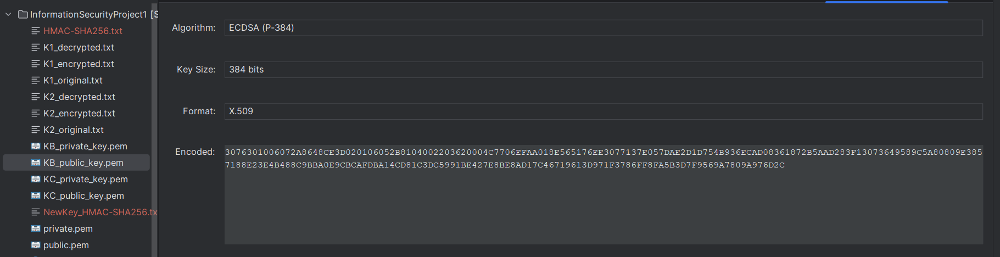 InformationSecurityProject1 [S
HMAC-SHA256.txt
K1_decrypted.txt
K1_encrypted.txt
K1_original.txt
K2_decrypted.txt
K2_encrypted.txt
K2_original.txt
KB_private_key.pem
KB_public_key.pem
KC_private_key.pem
KC_public_key.pem
NewKey_HMAC-SHA256.tx
private.pem
public.pem
Algorithm: ECDSA (P-384)
Key Size: 384 bits
Format: X.509
Encoded: 3076301006072A8648CE3D020106052B8104002203620004C7706EFAA018E565176EE3077137E057DAE2D1D754B936ECAD08361872B5AAD283F13073649589C5A80809E385
7188E23E4B488C9BBA0E9CBCAFDBA14CD81C3DC5991BE427E8BE8AD17C46719613D971F3786FF8FA5B3D7F9569A7809A976D2C